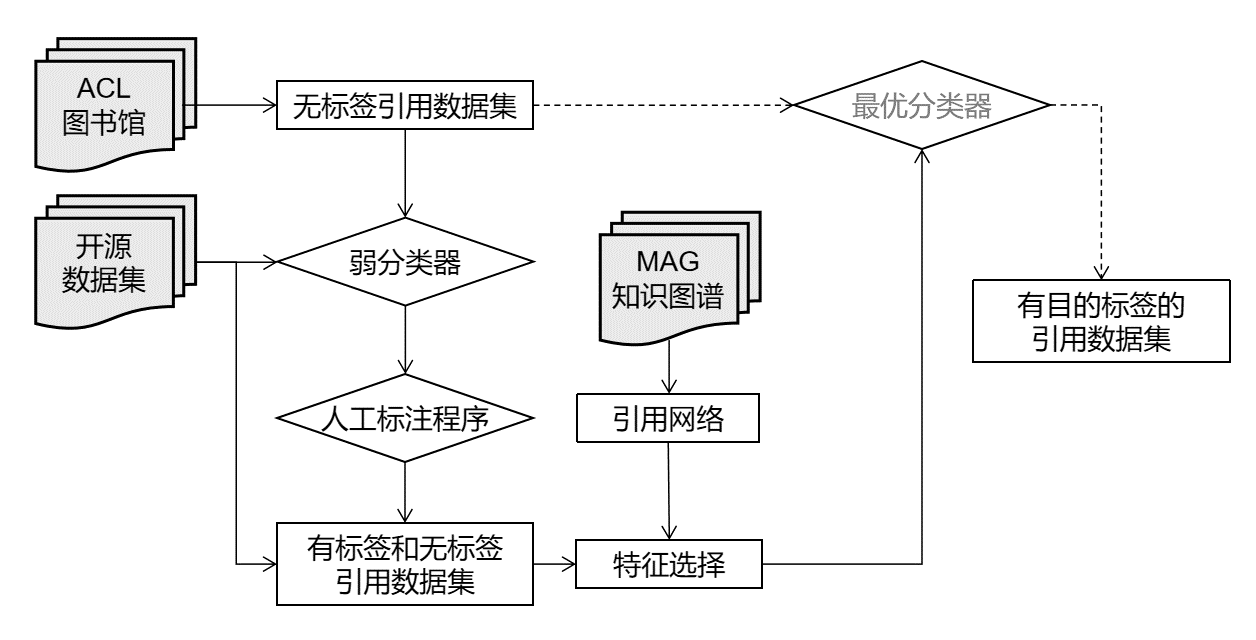 ACL
图书馆
无标签引用数据集
最优分类器
开源
数据集
弱分类器
MAG
知识图谱
有目的标签的
引用数据集
人工标注程序
引用网络
有标签和无标签
引用数据集
特征选择